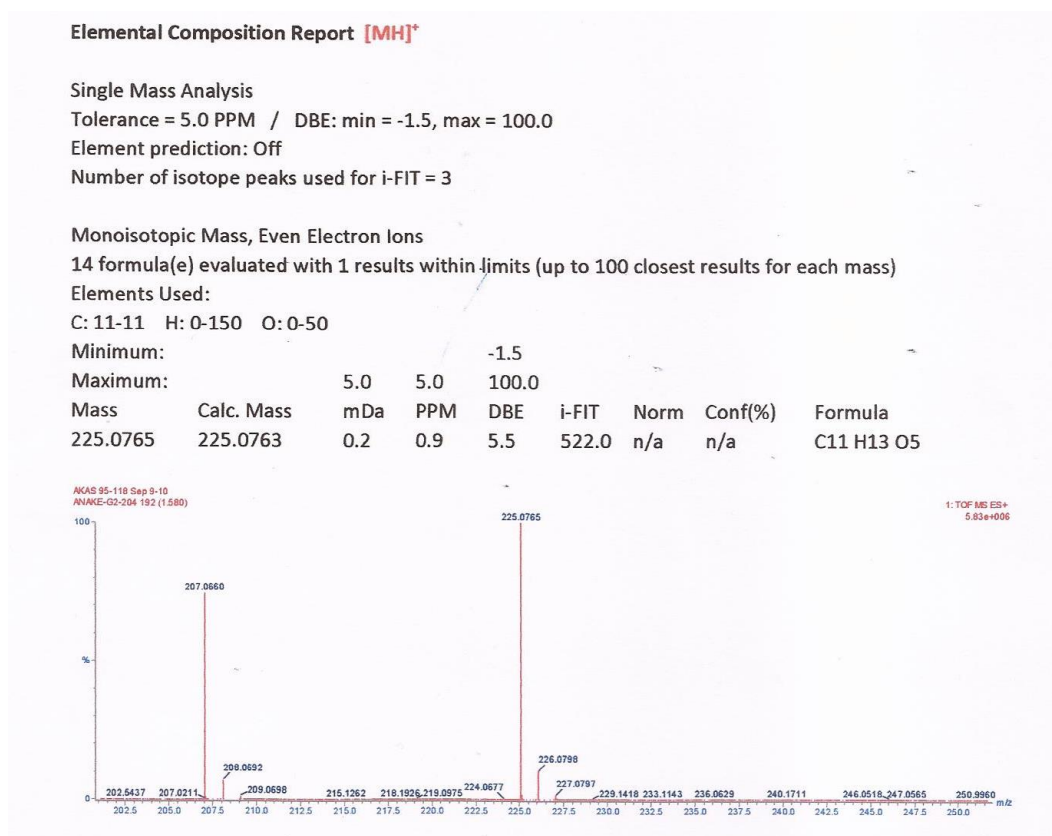 Elemental Composition Report [MH]+
Single Mass Analysis
Tolerance = 5.0 PPM / DBE: min = -1.5, max = 100.0
Element prediction: Off
Number of isotope peaks used for i-FIT = 3
Monoisotopic Mass, Even Electron Ions
14 formula(e) evaluated with 1 results within limits (up to 100 closest results for each mass)
Elements Used:
C: 11-11 H: 0-150 O: 0-50
Minimum: -1.5
Maximum: 5.0 5.0 100.0
Mass Calc. Mass mDa PPM DBE i-FIT Norm Conf(%) Formula
225.0765 225.0763 0.2 0.9 5.5 522.0 n/a n/a C11 H13 O5
AKAS 95-118 Sep 9-10
ANAKE-G2-204 192 (1.580)
1: TOF MS ES+
5.83e+006
100
225.0765
207.0660
%
226.0798
208.0692
227.0797
202.5437 207.0211 209.0698 215.1262 218.1926 219.0975 224.0677 229.1418 233.1143 236.0629 240.1711 246.0518 247.0565 250.9960
0
m/z
202.5 205.0 207.5 210.0 212.5 215.0 217.5 220.0 222.5 225.0 227.5 230.0 232.5 235.0 237.5 240.0 242.5 245.0 247.5 250.0